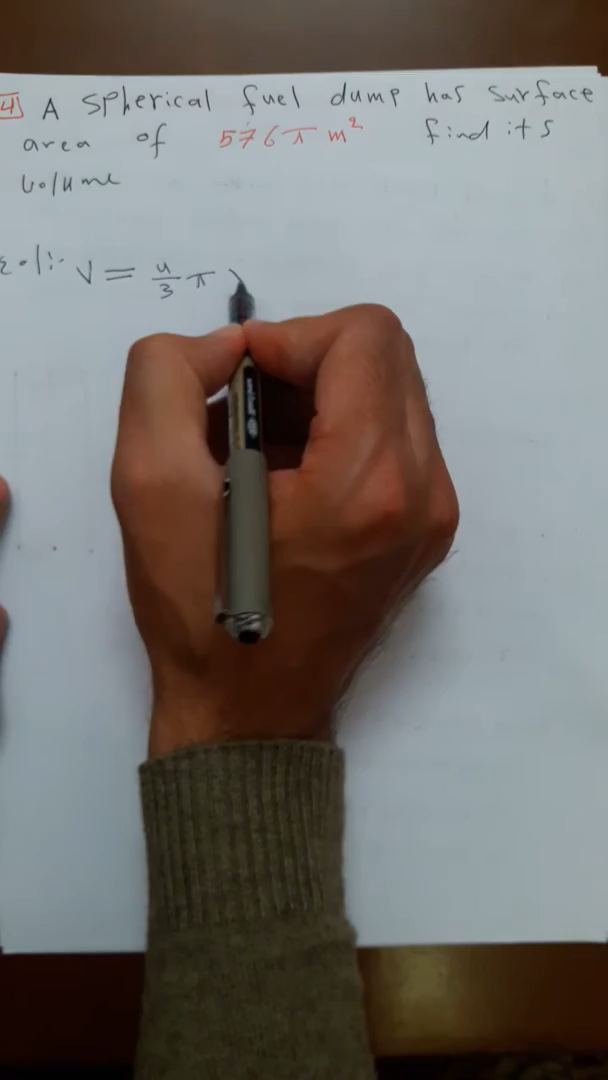 4 A spherical fuel dump has surface
area of 576π m² find its
volume
sol:- V = 4/3 π